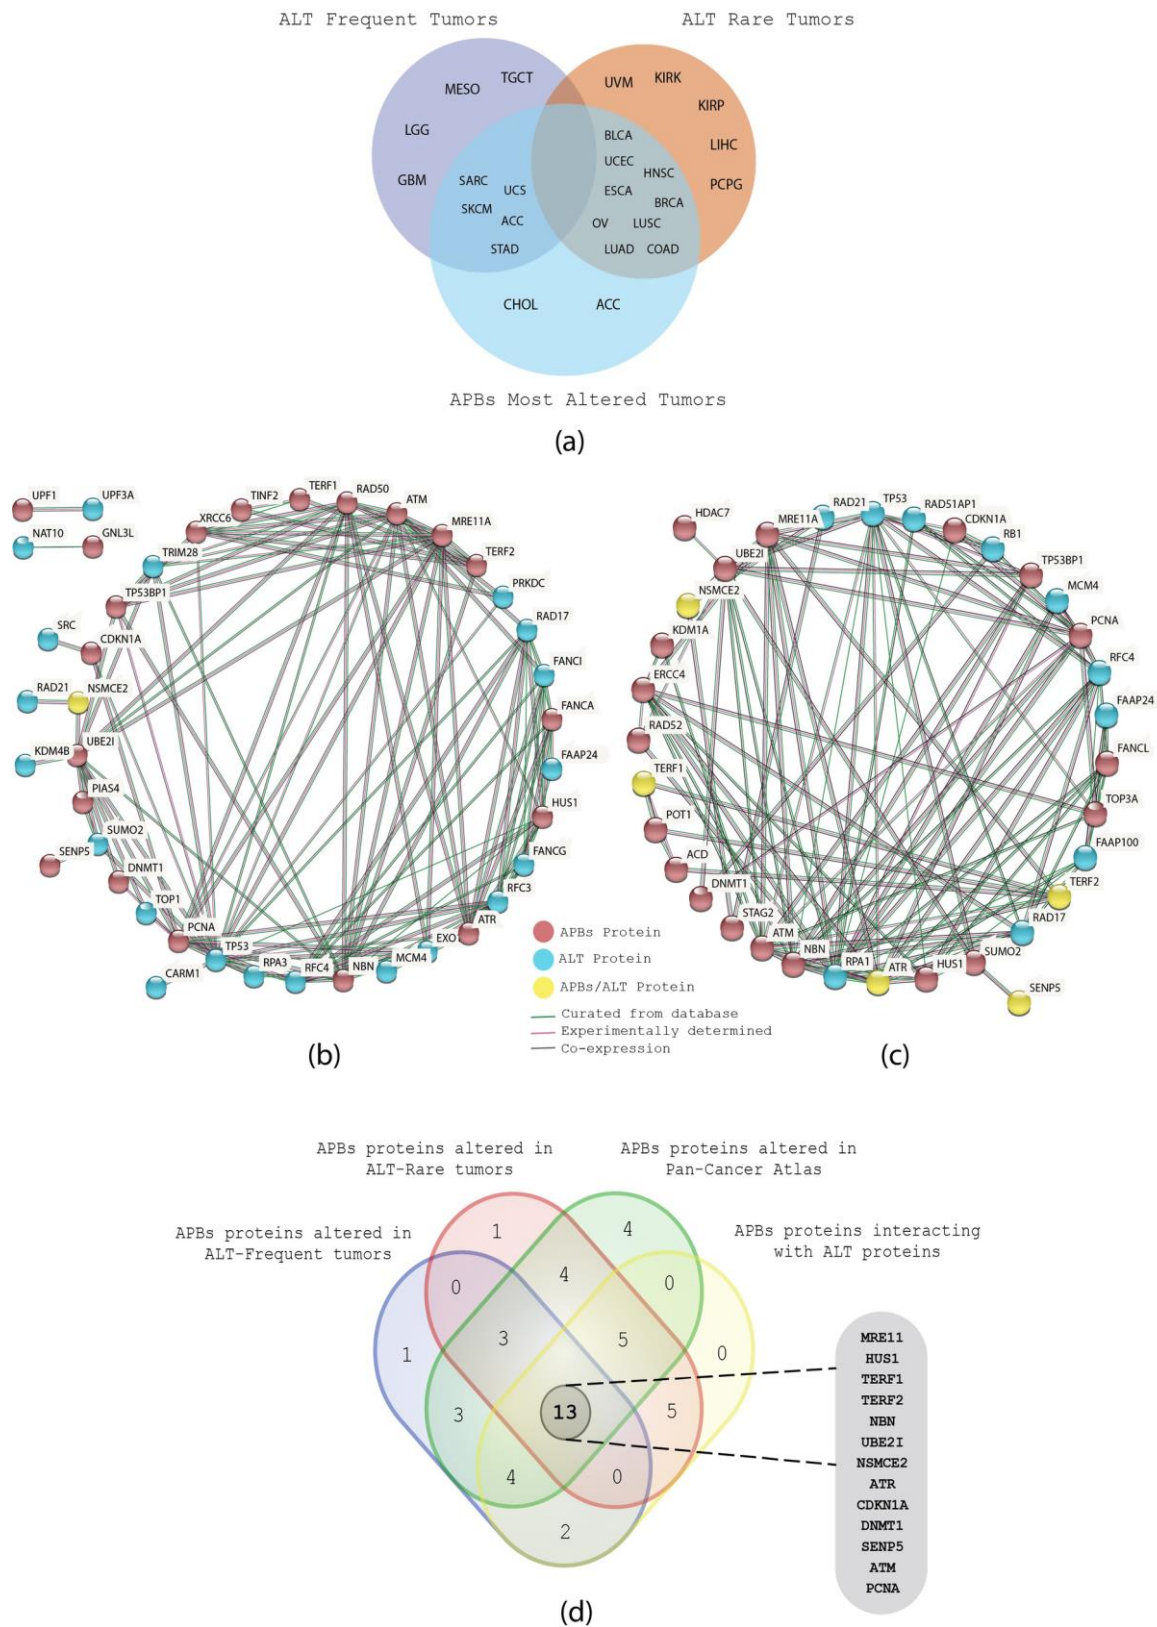 ALT Frequent Tumors
ALT Rare Tumors
TGCT
MESO
LGG
GBM
UVM
KIRK
KIRP
LIHC
PCPG
BLCA
UCEC
HNSC
ESCA
BRCA
OV
LUSC
LUAD
COAD
SARC
UCS
SKCM
ACC
STAD
CHOL
ACC
APBs Most Altered Tumors
(a)
UPF1
UPF3A
NAT10
GNL3L
TERF1
RAD50
TINF2
ATM
XRCC6
MRE11A
TRIM28
TERF2
PRKDC
TP53BP1
RAD17
SRC
CDKN1A
FANCI
RAD21
NSMCE2
FANCA
KDM4B
UBE2I
FAAP24
PIAS4
HUS1
SUMO2
SENP5
FANCG
DNMT1
RFC3
TOP1
ATR
PCNA
EXO
TP53
MCM4
CARM1
RPA3
RFC4
NBN
(b)
HDAC7
MRE11A
RAD21
TP53
RAD51AP1
CDKN1A
RB1
UBE2I
TP53BP1
NSMCE2
MCM4
KDM1A
PCNA
ERCC4
RFC4
RAD52
FAAP24
TERF1
FANCL
POT1
TOP3A
ACD
FAAP100
DNMT1
TERF2
STAG2
RAD17
ATM
NBN
RPA1
ATR
HUS1
SUMO2
SENP5
(c)
APBs Protein
ALT Protein
APBs/ALT Protein
Curated from database
Experimentally determined
Co-expression
APBs proteins altered in
ALT-Rare tumors
APBs proteins altered in
Pan-Cancer Atlas
APBs proteins altered in
ALT-Frequent tumors
APBs proteins interacting
with ALT proteins
1
4
0
4
0
1
3
5
0
3
13
5
4
0
2
MRE11
HUS1
TERF1
TERF2
NBN
UBE2I
NSMCE2
ATR
CDKN1A
DNMT1
SENP5
ATM
PCNA
(d)